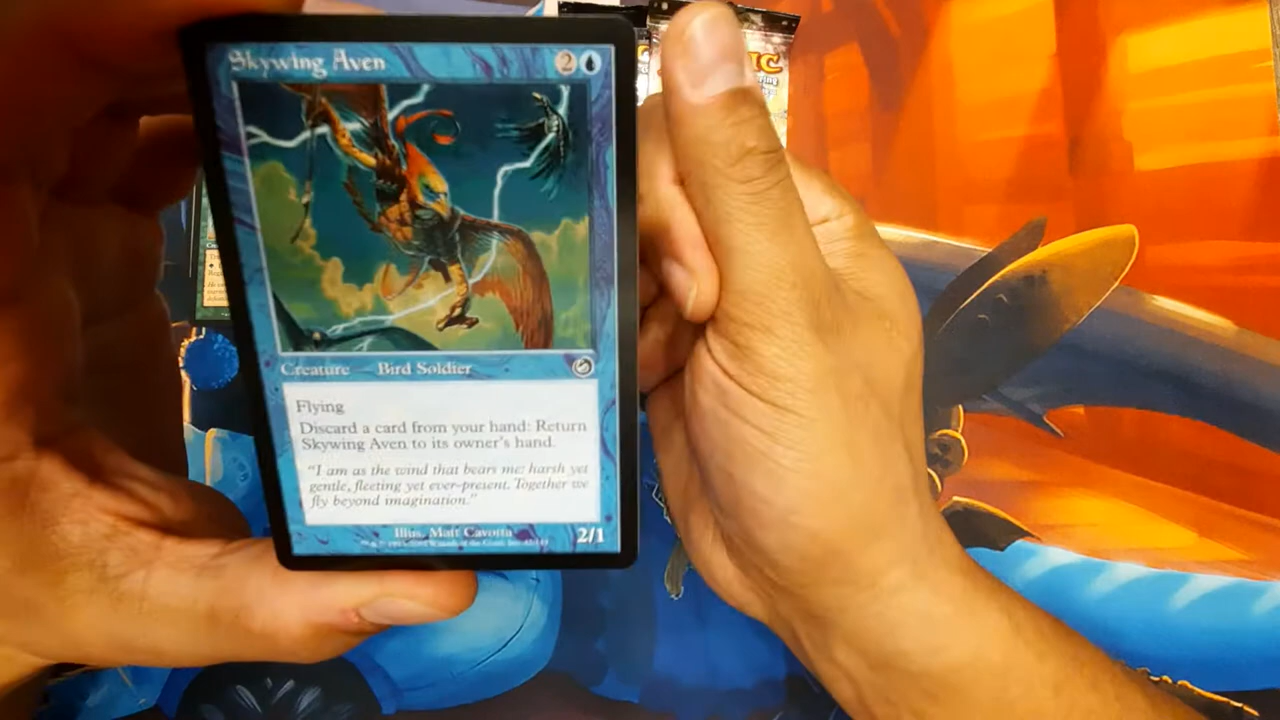 Skywing Aven 2
Creature Bird Soldier
Flying
Discard a card from your hand: Return
Skywing Aven to its owner's hand.
"I am as the wind that bears me: harsh yet
gentle, fleeting yet ever-present. Together we
fly beyond imagination."
Illus. Matt Cavotta
2/1